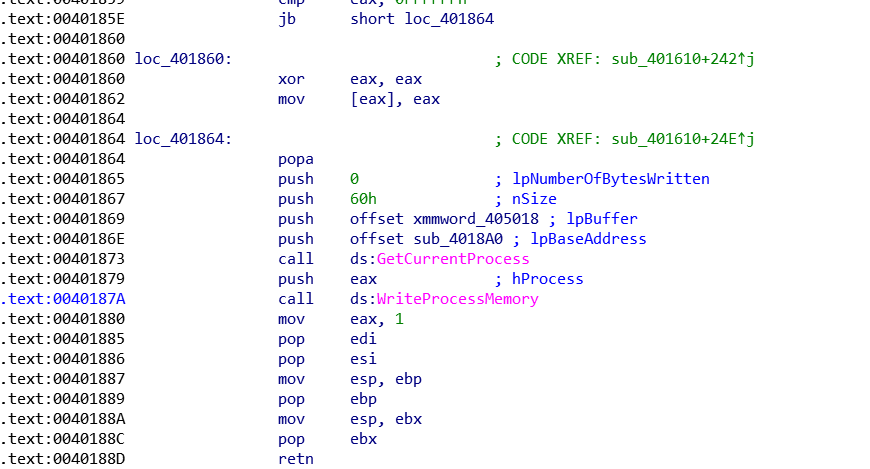 .text:0040185E jb short loc_401864
.text:00401860
.text:00401860 loc_401860: ; CODE XREF: sub_401610+242↑j
.text:00401860 xor eax, eax
.text:00401862 mov [eax], eax
.text:00401864
.text:00401864 loc_401864: ; CODE XREF: sub_401610+24E↑j
.text:00401864 popa
.text:00401865 push 0 ; lpNumberOfBytesWritten
.text:00401867 push 60h ; nSize
.text:00401869 push offset xmmword_405018 ; lpBuffer
.text:0040186E push offset sub_4018A0 ; lpBaseAddress
.text:00401873 call ds:GetCurrentProcess
.text:00401879 push eax ; hProcess
.text:0040187A call ds:WriteProcessMemory
.text:00401880 mov eax, 1
.text:00401885 pop edi
.text:00401886 pop esi
.text:00401887 mov esp, ebp
.text:00401889 pop ebp
.text:0040188A mov esp, ebx
.text:0040188C pop ebx
.text:0040188D retn